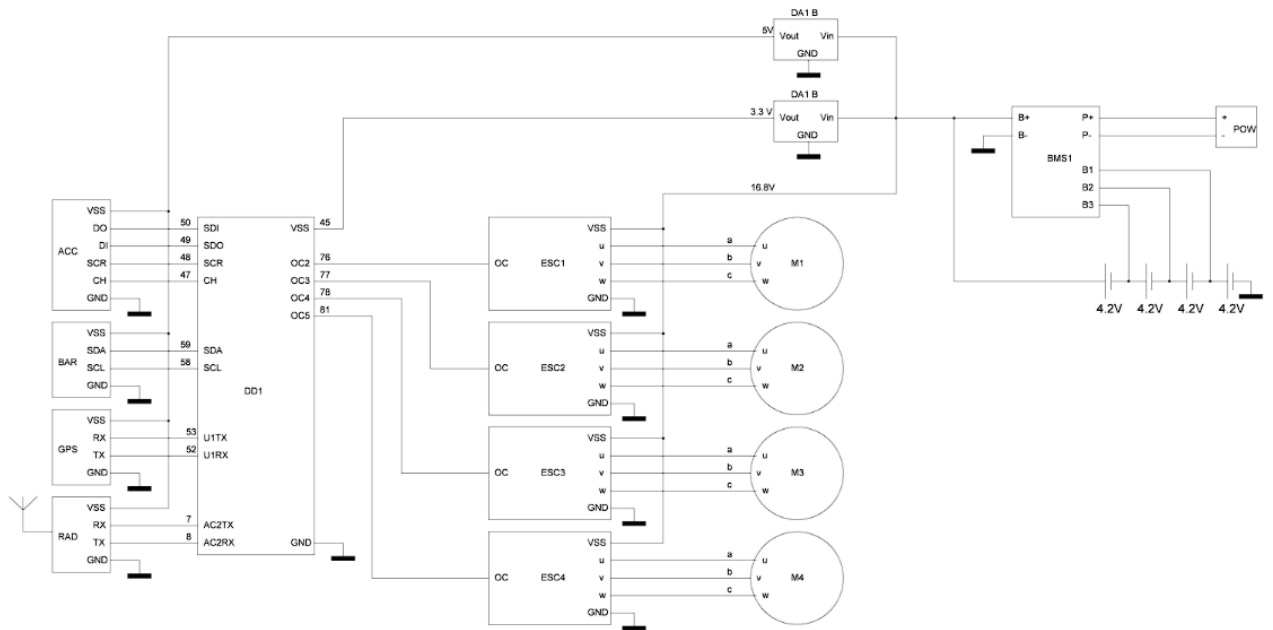 DA1 B
5V
Vout Vin
GND
DA1 B
3.3 V
Vout Vin
GND
B+ P+
B- P-
BMS1
B1
B2
B3
+
-
POW
16.8V
4.2V 4.2V 4.2V 4.2V
ACC
VSS
DO
DI
SCR
CH
GND
BAR
VSS
SDA
SCL
GND
GPS
VSS
RX
TX
GND
RAD
VSS
RX
TX
GND
50 SDI
49 SDO
48 SCR
47 CH
59 SDA
58 SCL
DD1
53 U1TX
52 U1RX
7 AC2TX
8 AC2RX
VSS 45
OC2 76
OC3 77
OC4 78
OC5 81
GND
OC ESC1
VSS
u
v
w
GND
a u
b v
c w
M1
OC ESC2
VSS
u
v
w
GND
a u
b v
c w
M2
OC ESC3
VSS
u
v
w
GND
a u
b v
c w
M3
OC ESC4
VSS
u
v
w
GND
a u
b v
c w
M4